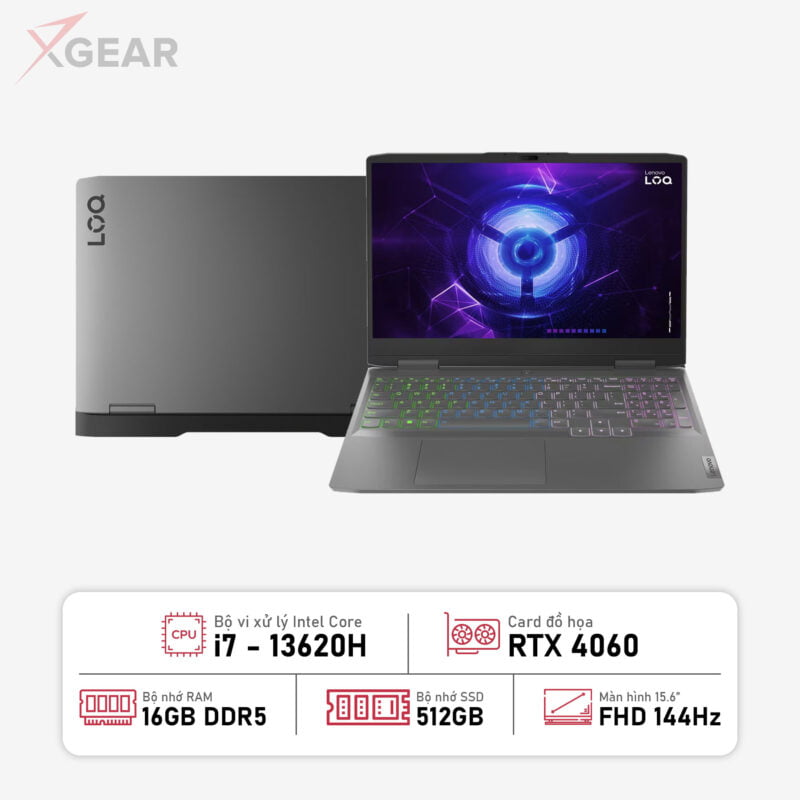 XGEAR
LOQ
Lenovo
LOQ
Lenovo
Bộ vi xử lý Intel Core
CPU
i7 - 13620H
Card đồ họa
RTX 4060
Bộ nhớ RAM
16GB DDR5
Bộ nhớ SSD
512GB
Màn hình 15.6"
FHD 144Hz